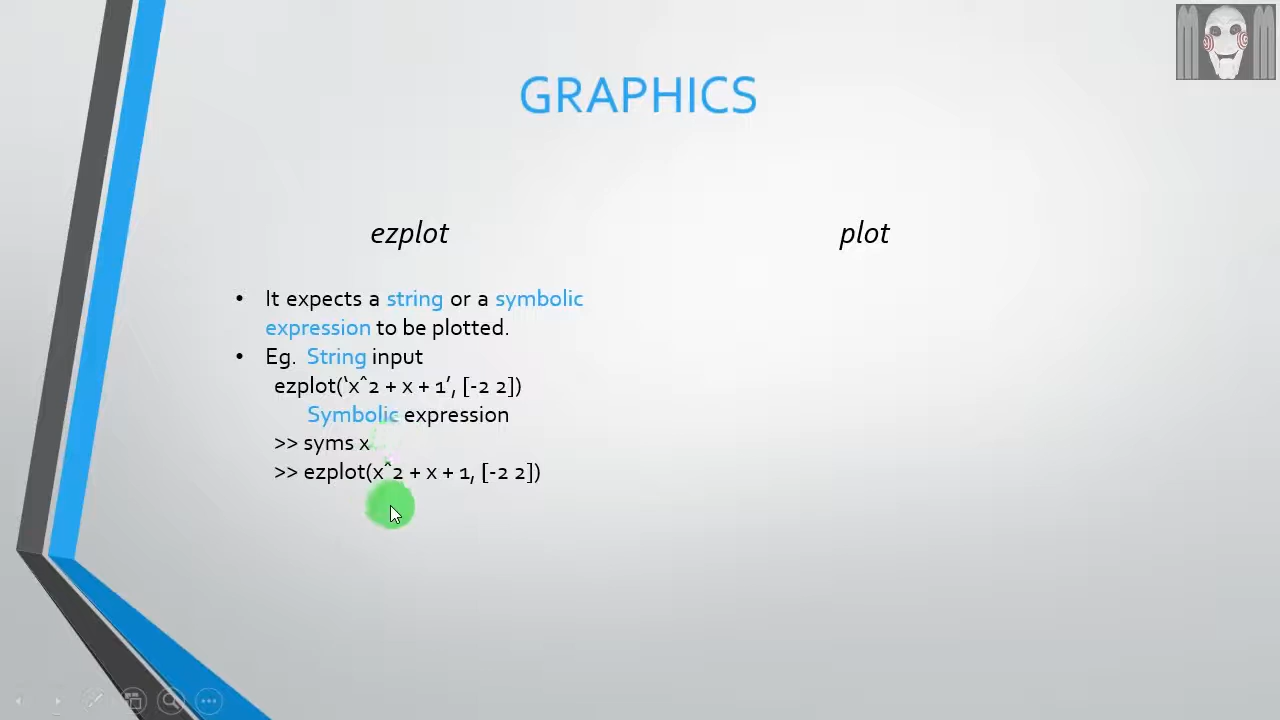 GRAPHICS
ezplot
plot
• It expects a string or a symbolic
expression to be plotted.
• Eg. String input
ezplot(‘x^2 + x + 1’, [-2 2])
Symbolic expression
>> syms x
>> ezplot(x^2 + x + 1, [-2 2])